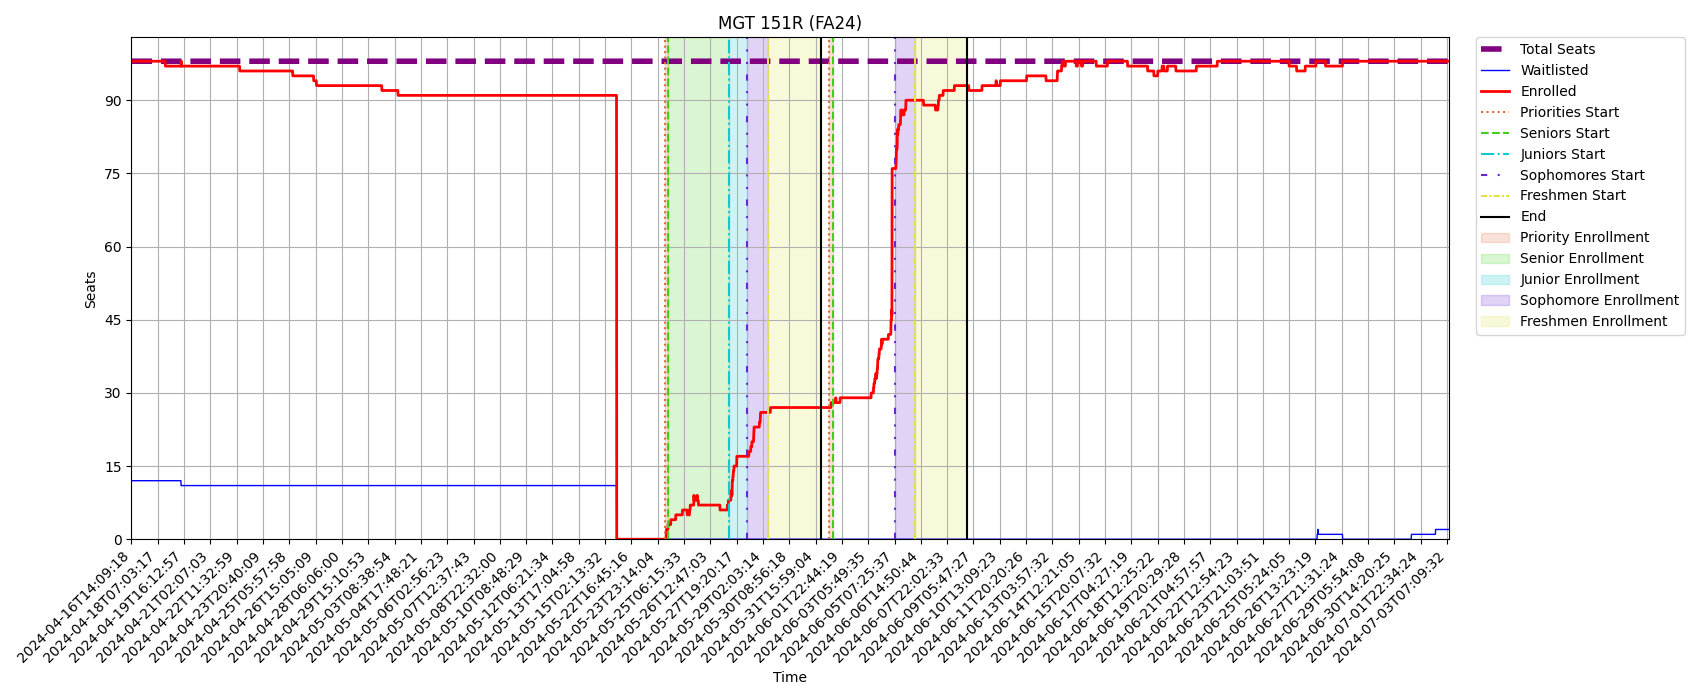 MGT 151R (FA24)
Seats
90
75
60
45
30
15
0
2024-04-16T14:09:18
2024-04-18T07:03:17
2024-04-19T16:12:57
2024-04-21T02:07:03
2024-04-22T11:32:59
2024-04-23T20:40:09
2024-04-25T05:57:58
2024-04-26T15:05:09
2024-04-28T06:06:00
2024-04-29T15:10:53
2024-05-03T08:38:54
2024-05-04T17:48:21
2024-05-06T02:56:23
2024-05-07T12:37:43
2024-05-08T22:32:00
2024-05-10T08:48:29
2024-05-12T06:21:34
2024-05-13T17:04:58
2024-05-15T02:13:32
2024-05-22T16:45:16
2024-05-23T23:14:04
2024-05-25T06:15:33
2024-05-26T12:47:03
2024-05-27T19:20:17
2024-05-29T02:03:14
2024-05-30T08:56:18
2024-05-31T15:59:04
2024-06-01T22:44:19
2024-06-03T05:49:35
2024-06-05T07:25:37
2024-06-06T14:50:44
2024-06-07T22:02:33
2024-06-09T05:47:27
2024-06-10T13:09:23
2024-06-11T20:20:26
2024-06-13T03:57:32
2024-06-14T12:21:05
2024-06-15T20:07:32
2024-06-17T04:27:19
2024-06-18T12:25:22
2024-06-19T20:29:28
2024-06-21T04:57:57
2024-06-22T12:54:23
2024-06-23T21:03:51
2024-06-25T05:24:05
2024-06-26T13:23:19
2024-06-27T21:31:24
2024-06-29T05:54:08
2024-06-30T14:20:25
2024-07-01T22:34:24
2024-07-03T07:09:32
Time
Total Seats
Waitlisted
Enrolled
Priorities Start
Seniors Start
Juniors Start
Sophomores Start
Freshmen Start
End
Priority Enrollment
Senior Enrollment
Junior Enrollment
Sophomore Enrollment
Freshmen Enrollment